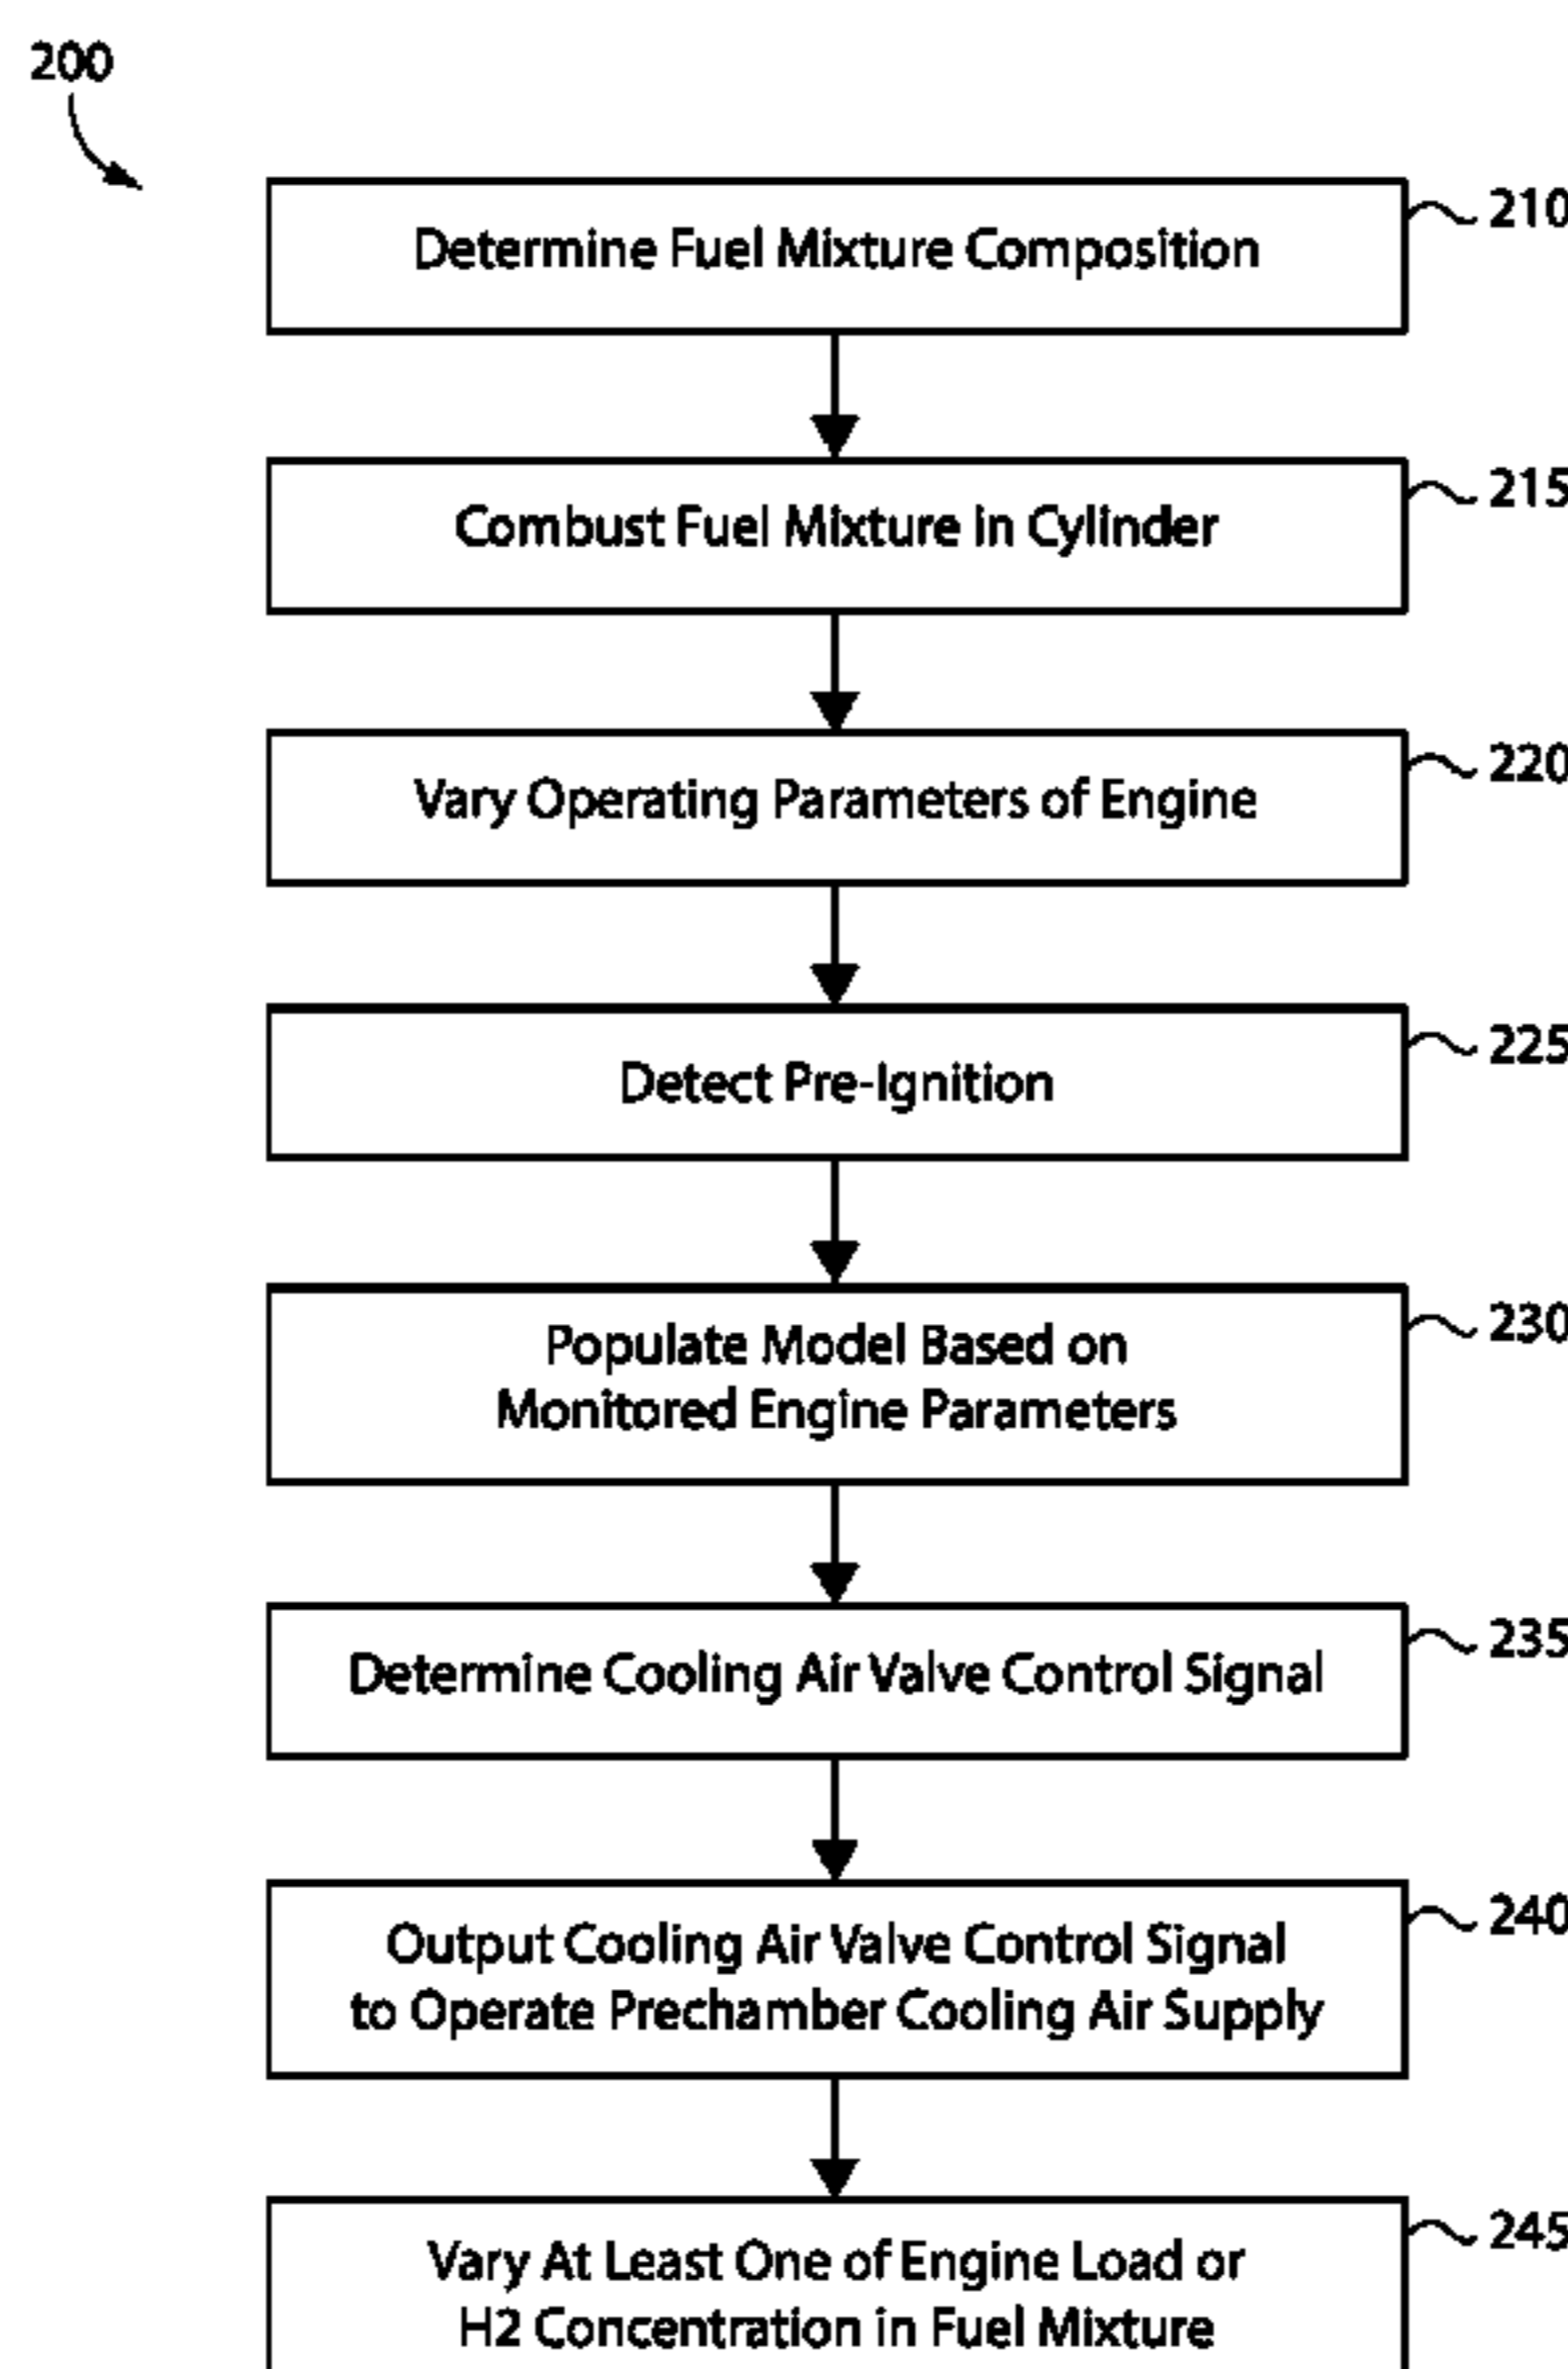 200
Determine Fuel Mixture Composition
210
Combust Fuel Mixture in Cylinder
215
Vary Operating Parameters of Engine
220
Detect Pre-Ignition
225
Populate Model Based on
Monitored Engine Parameters
230
Determine Cooling Air Valve Control Signal
235
Output Cooling Air Valve Control Signal
to Operate Prechamber Cooling Air Supply
240
Vary At Least One of Engine Load or
H2 Concentration in Fuel Mixture
245